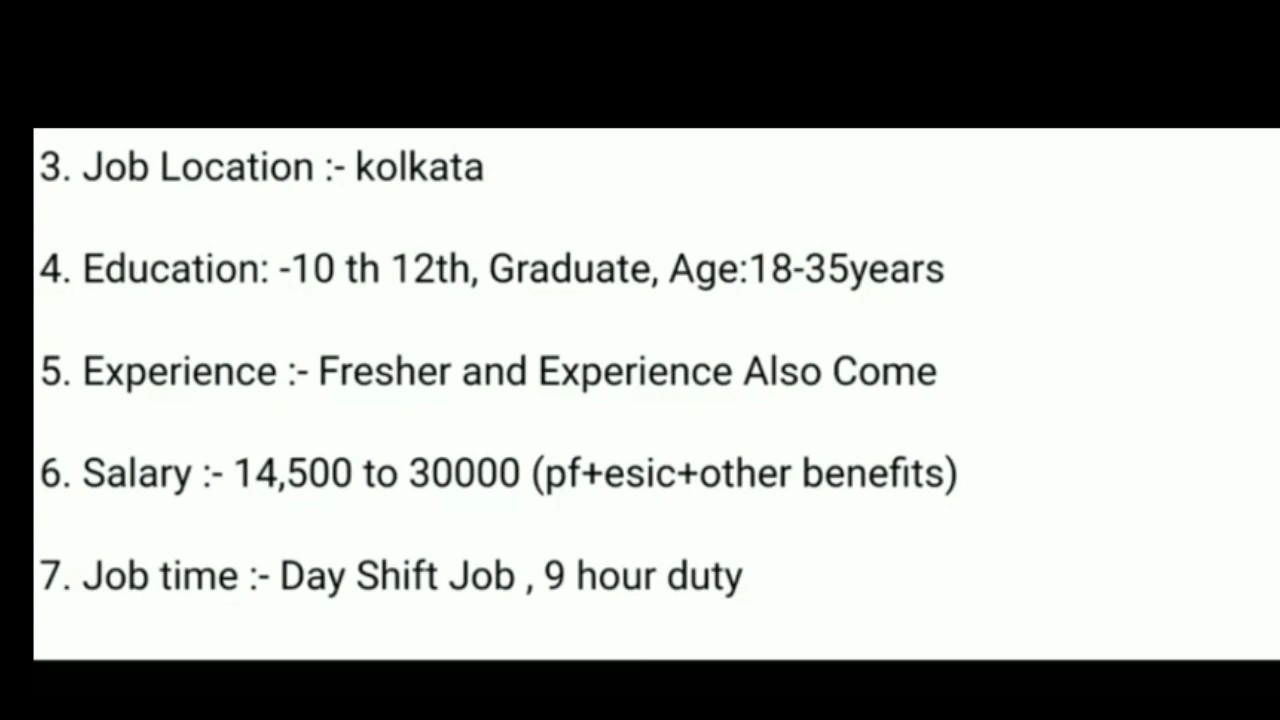 3. Job Location :- kolkata
4. Education: -10 th 12th, Graduate, Age:18-35years
5. Experience :- Fresher and Experience Also Come
6. Salary :- 14,500 to 30000 (pf+esic+other benefits)
7. Job time :- Day Shift Job , 9 hour duty